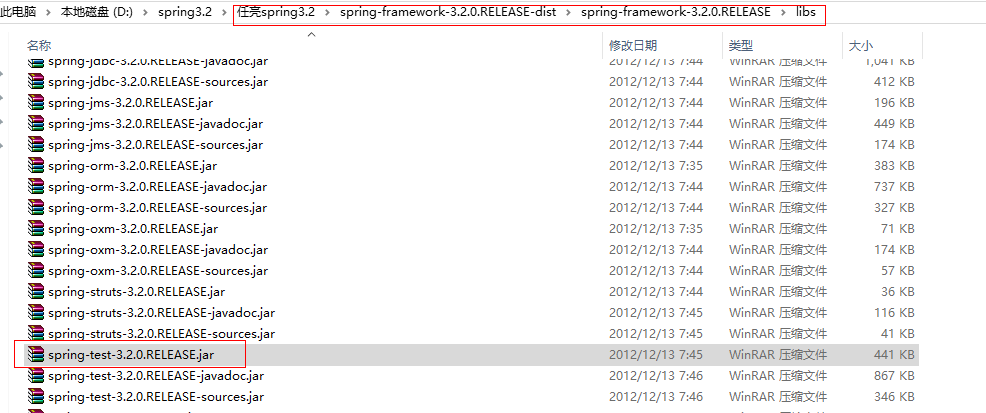 此电脑 › 本地磁盘 (D:) › spring3.2 › 任亮spring3.2 › spring-framework-3.2.0.RELEASE-dist › spring-framework-3.2.0.RELEASE › libs
名称 修改日期 类型 大小
spring-jdbc-3.2.0.RELEASE-javadoc.jar 2012/12/13 7:44 WinRAR 压缩文件 1,041 KB
spring-jdbc-3.2.0.RELEASE-sources.jar 2012/12/13 7:44 WinRAR 压缩文件 412 KB
spring-jms-3.2.0.RELEASE.jar 2012/12/13 7:44 WinRAR 压缩文件 196 KB
spring-jms-3.2.0.RELEASE-javadoc.jar 2012/12/13 7:44 WinRAR 压缩文件 449 KB
spring-jms-3.2.0.RELEASE-sources.jar 2012/12/13 7:44 WinRAR 压缩文件 174 KB
spring-orm-3.2.0.RELEASE.jar 2012/12/13 7:35 WinRAR 压缩文件 383 KB
spring-orm-3.2.0.RELEASE-javadoc.jar 2012/12/13 7:44 WinRAR 压缩文件 737 KB
spring-orm-3.2.0.RELEASE-sources.jar 2012/12/13 7:44 WinRAR 压缩文件 327 KB
spring-oxm-3.2.0.RELEASE.jar 2012/12/13 7:35 WinRAR 压缩文件 71 KB
spring-oxm-3.2.0.RELEASE-javadoc.jar 2012/12/13 7:44 WinRAR 压缩文件 174 KB
spring-oxm-3.2.0.RELEASE-sources.jar 2012/12/13 7:44 WinRAR 压缩文件 57 KB
spring-struts-3.2.0.RELEASE.jar 2012/12/13 7:44 WinRAR 压缩文件 36 KB
spring-struts-3.2.0.RELEASE-javadoc.jar 2012/12/13 7:45 WinRAR 压缩文件 116 KB
spring-struts-3.2.0.RELEASE-sources.jar 2012/12/13 7:45 WinRAR 压缩文件 41 KB
spring-test-3.2.0.RELEASE.jar 2012/12/13 7:45 WinRAR 压缩文件 441 KB
spring-test-3.2.0.RELEASE-javadoc.jar 2012/12/13 7:46 WinRAR 压缩文件 867 KB
spring-test-3.2.0.RELEASE-sources.jar 2012/12/13 7:46 WinRAR 压缩文件 346 KB